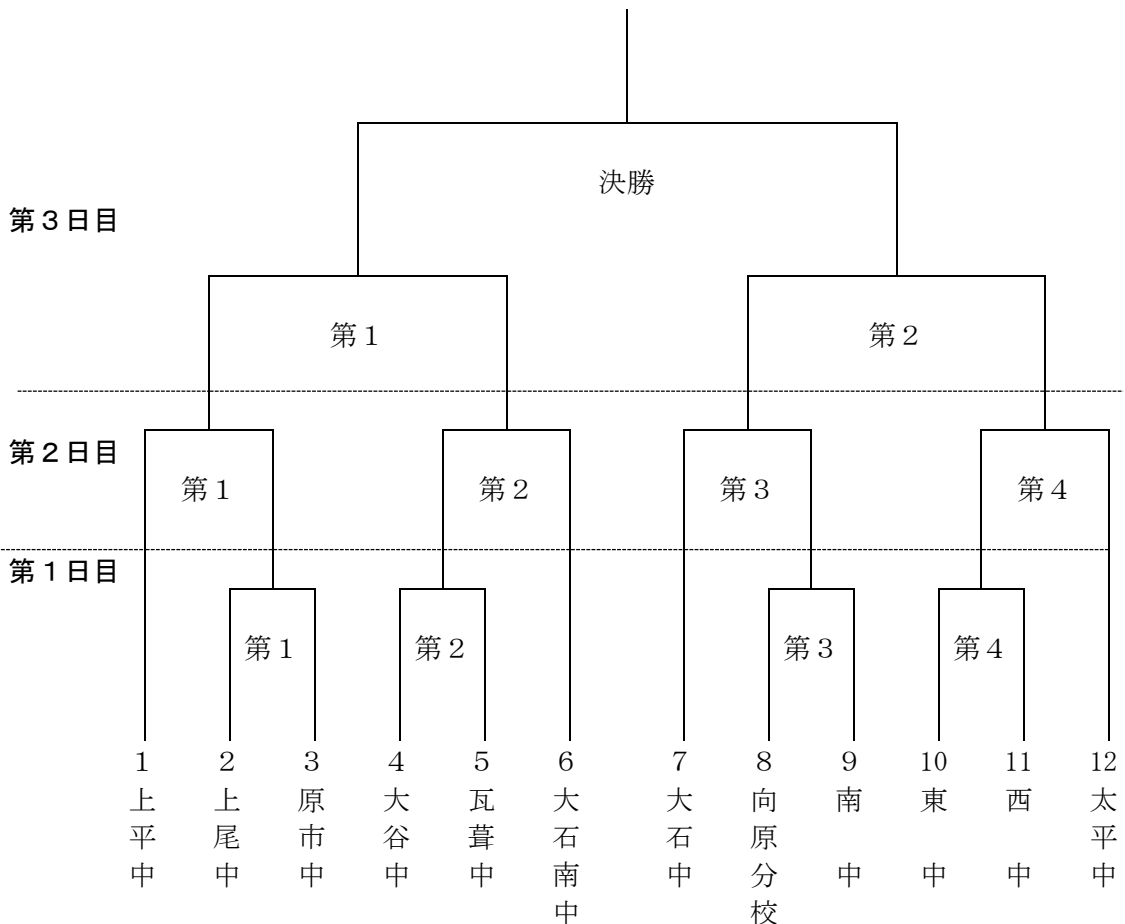 決勝
第３日目
第１
第２
第２日目
第１
第２
第３
第４
第１日目
第１
第２
第３
第４
1 上平中
2 上尾中
3 原市中
4 大谷中
5 瓦葺中
6 大石南中
7 大石中
8 向原分校
9 南中
10 東中
11 西中
12 太平中